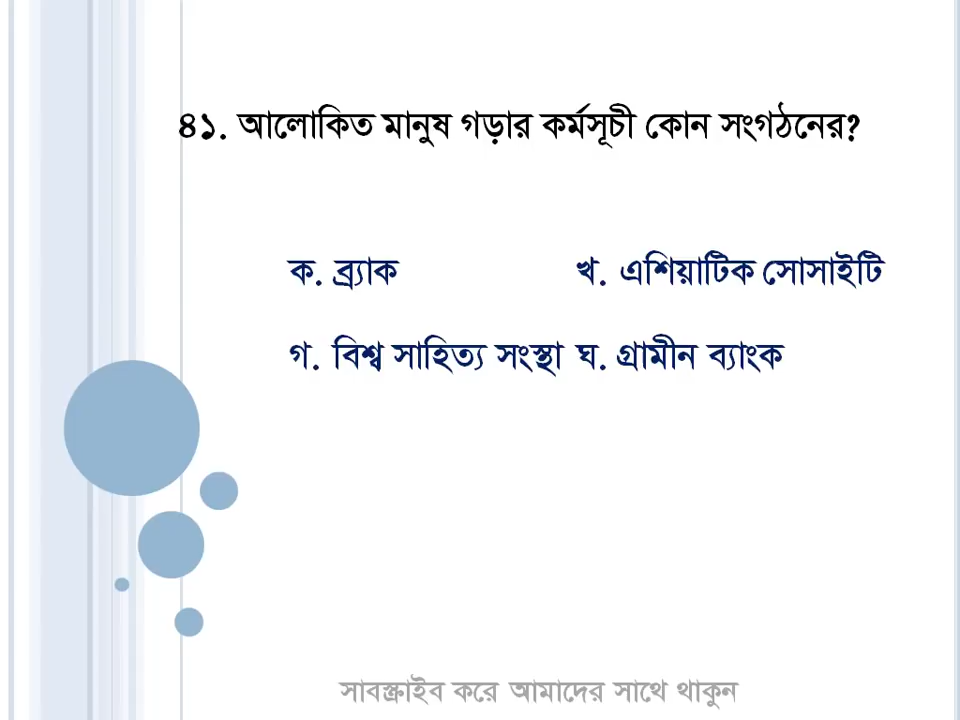 ৪১. আলোকিত মানুষ গড়ার কর্মসূচী কোন সংগঠনের?
ক. ব্র্যাক খ. এশিয়াটিক সোসাইটি
গ. বিশ্ব সাহিত্য সংস্থা ঘ. গ্রামীন ব্যাংক
সাবস্ক্রাইব করে আমাদের সাথে থাকুন